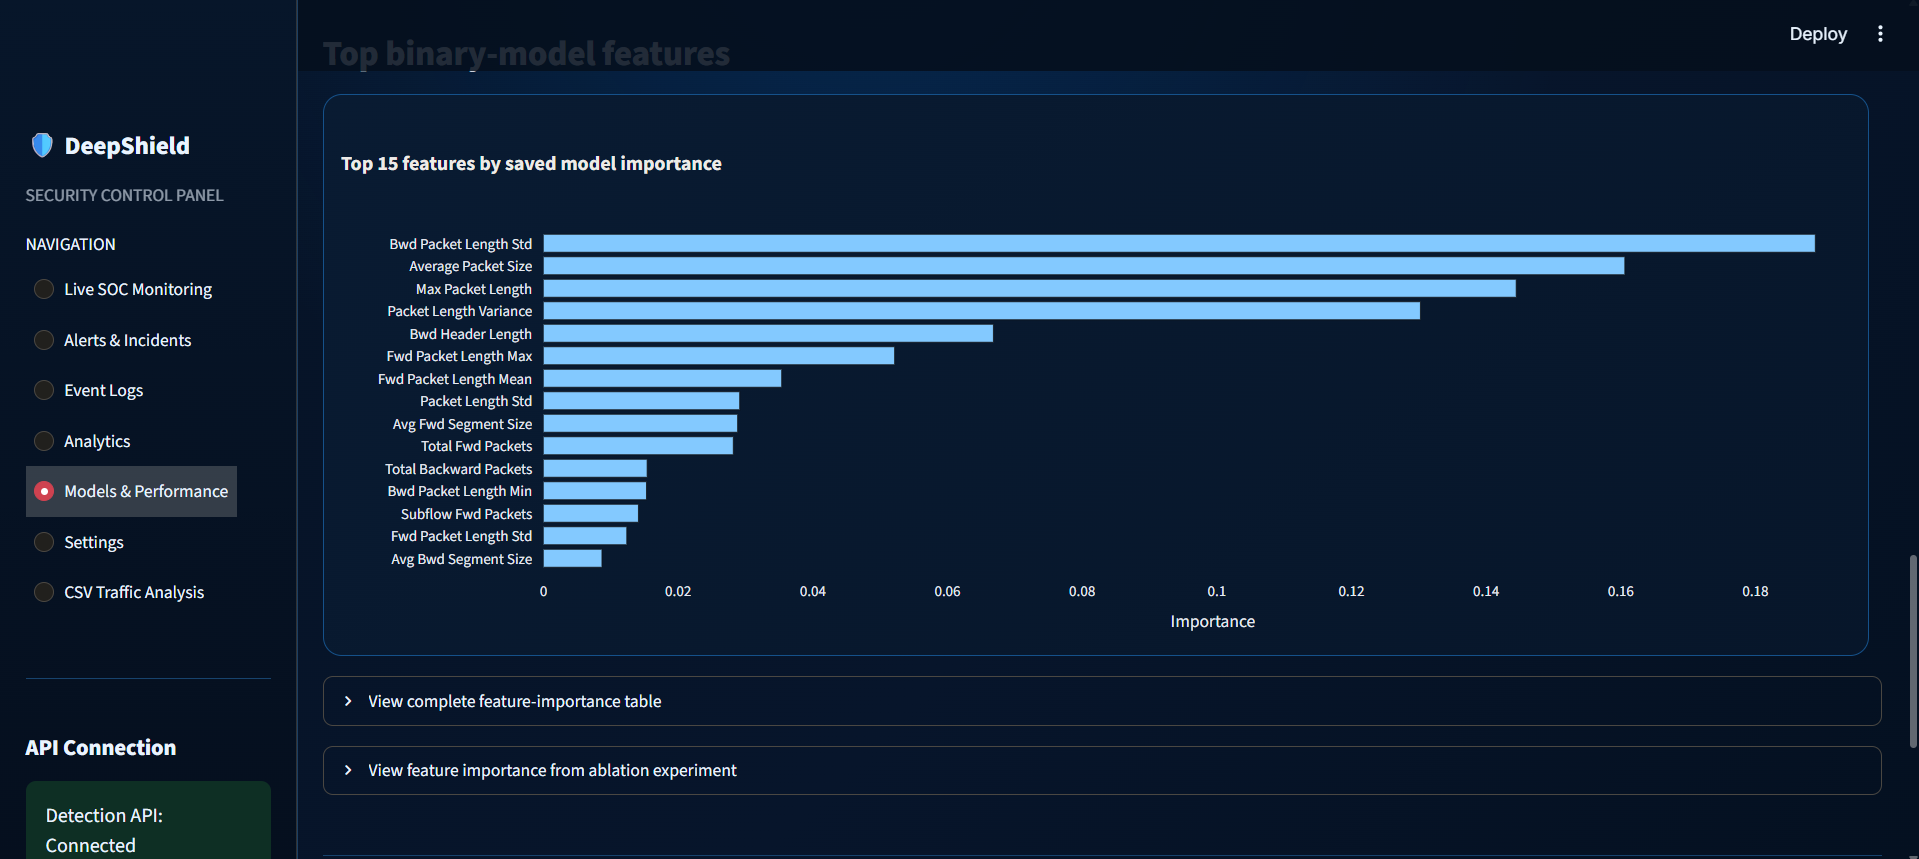 DeepShield
SECURITY CONTROL PANEL
NAVIGATION
Live SOC Monitoring
Alerts & Incidents
Event Logs
Analytics
Models & Performance
Settings
CSV Traffic Analysis
API Connection
Detection API:
Connected
Deploy
Top binary-model features
Top 15 features by saved model importance
Bwd Packet Length Std
Average Packet Size
Max Packet Length
Packet Length Variance
Bwd Header Length
Fwd Packet Length Max
Fwd Packet Length Mean
Packet Length Std
Avg Fwd Segment Size
Total Fwd Packets
Total Backward Packets
Bwd Packet Length Min
Subflow Fwd Packets
Fwd Packet Length Std
Avg Bwd Segment Size
0 0.02 0.04 0.06 0.08 0.1 0.12 0.14 0.16 0.18
Importance
View complete feature-importance table
View feature importance from ablation experiment